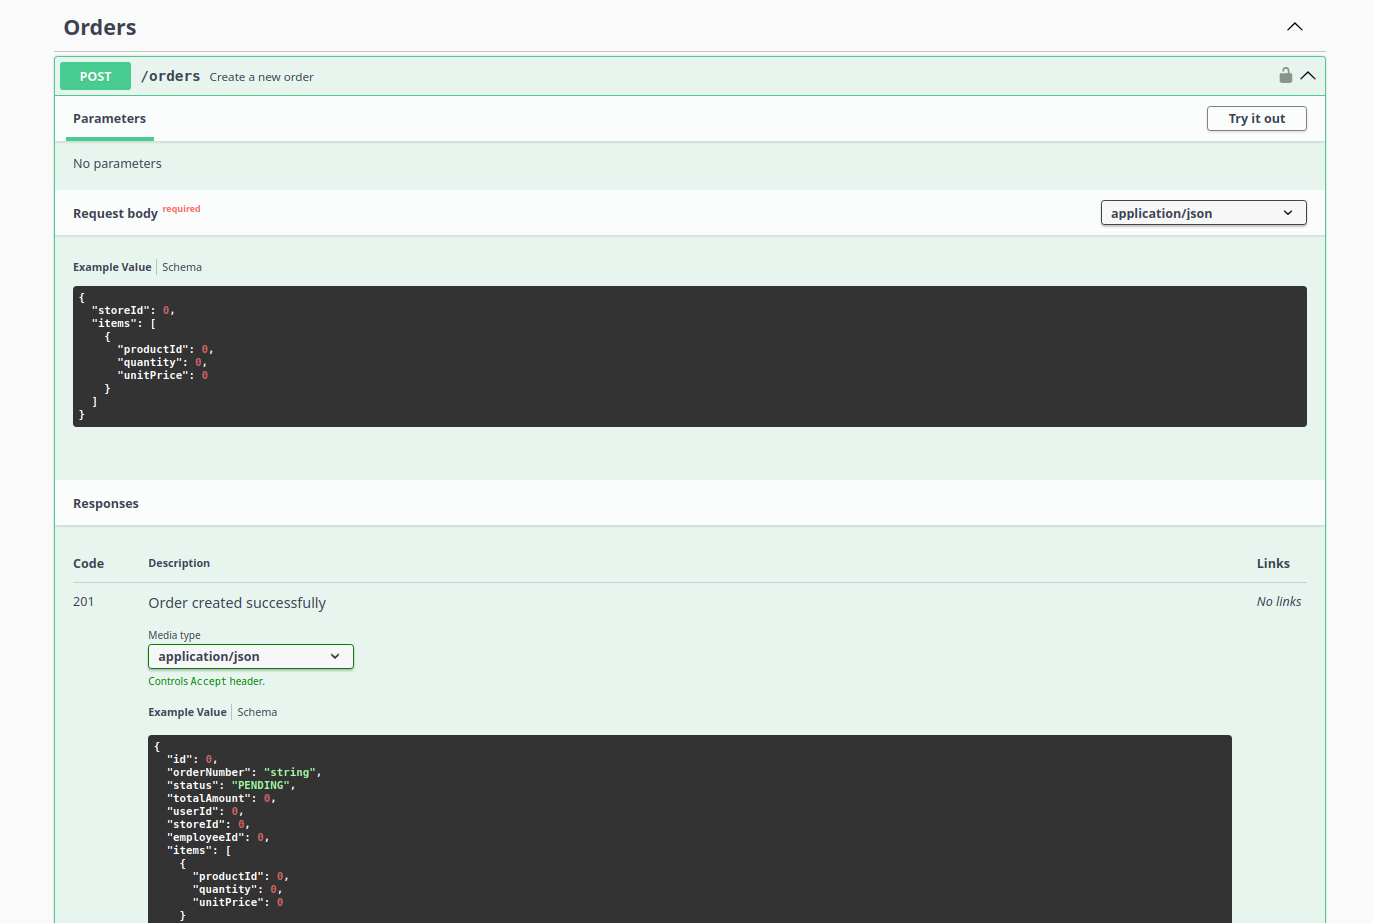 Orders
POST /orders Create a new order
Parameters
Try it out
No parameters
Request body required
application/json
Example Value Schema
{
  "storeId": 0,
  "items": [
    {
      "productId": 0,
      "quantity": 0,
      "unitPrice": 0
    }
  ]
}
Responses
Code Description Links
201 Order created successfully No links
Media type
application/json
Controls Accept header.
Example Value Schema
{
  "id": 0,
  "orderNumber": "string",
  "status": "PENDING",
  "totalAmount": 0,
  "userId": 0,
  "storeId": 0,
  "employeeId": 0,
  "items": [
    {
      "productId": 0,
      "quantity": 0,
      "unitPrice": 0
    }